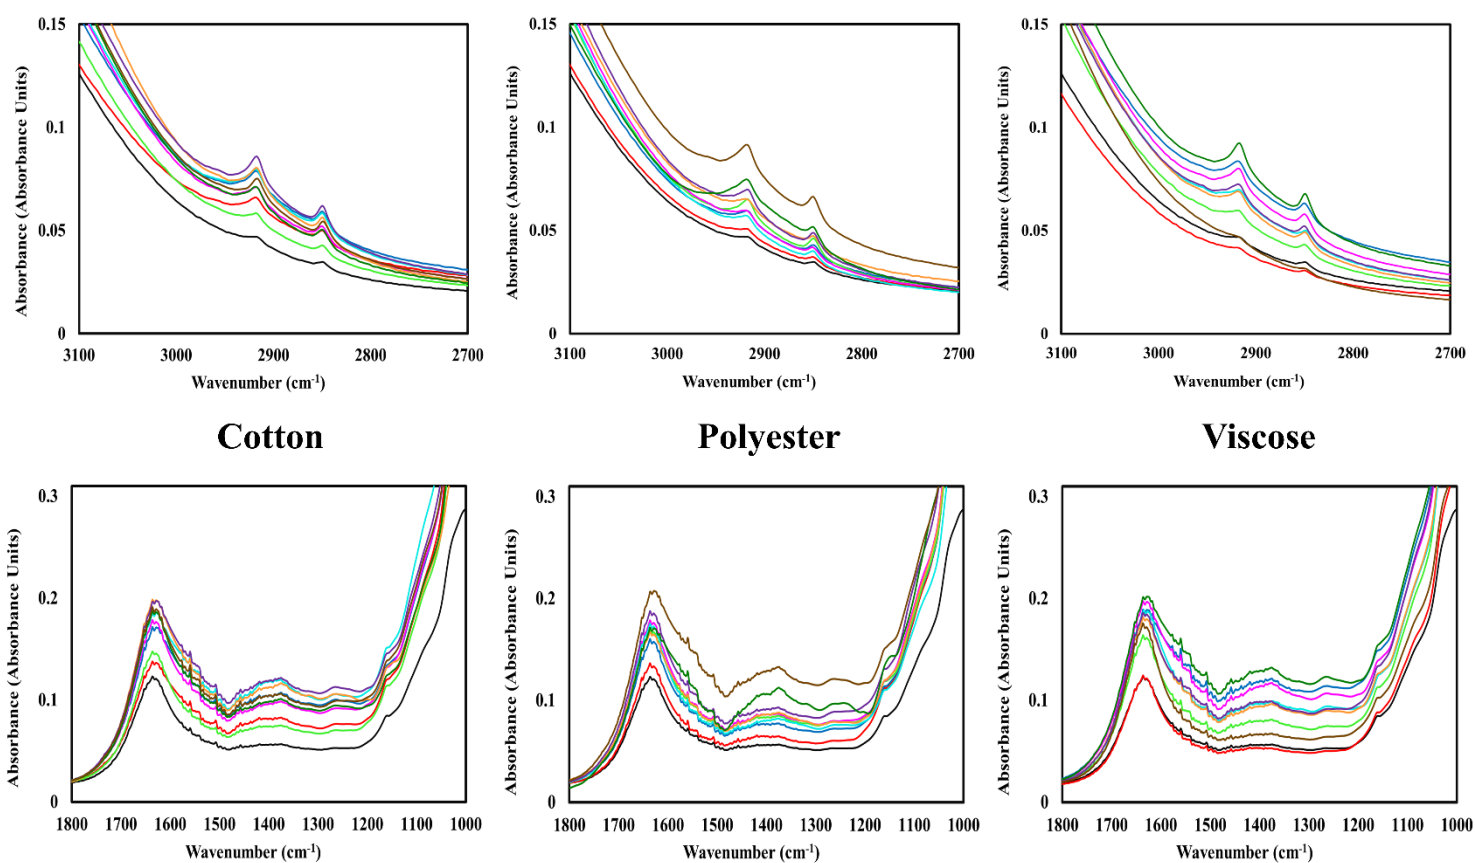 0.15
0.1
0.05
0
3100 3000 2900 2800 2700
Absorbance (Absorbance Units)
Wavenumber (cm⁻¹)
0.15
0.1
0.05
0
3100 3000 2900 2800 2700
Absorbance (Absorbance Units)
Wavenumber (cm⁻¹)
0.15
0.1
0.05
0
3100 3000 2900 2800 2700
Absorbance (Absorbance Units)
Wavenumber (cm⁻¹)
Cotton
Polyester
Viscose
0.3
0.2
0.1
0
1800 1700 1600 1500 1400 1300 1200 1100 1000
Absorbance (Absorbance Units)
Wavenumber (cm⁻¹)
0.3
0.2
0.1
0
1800 1700 1600 1500 1400 1300 1200 1100 1000
Absorbance (Absorbance Units)
Wavenumber (cm⁻¹)
0.3
0.2
0.1
0
1800 1700 1600 1500 1400 1300 1200 1100 1000
Absorbance (Absorbance Units)
Wavenumber (cm⁻¹)